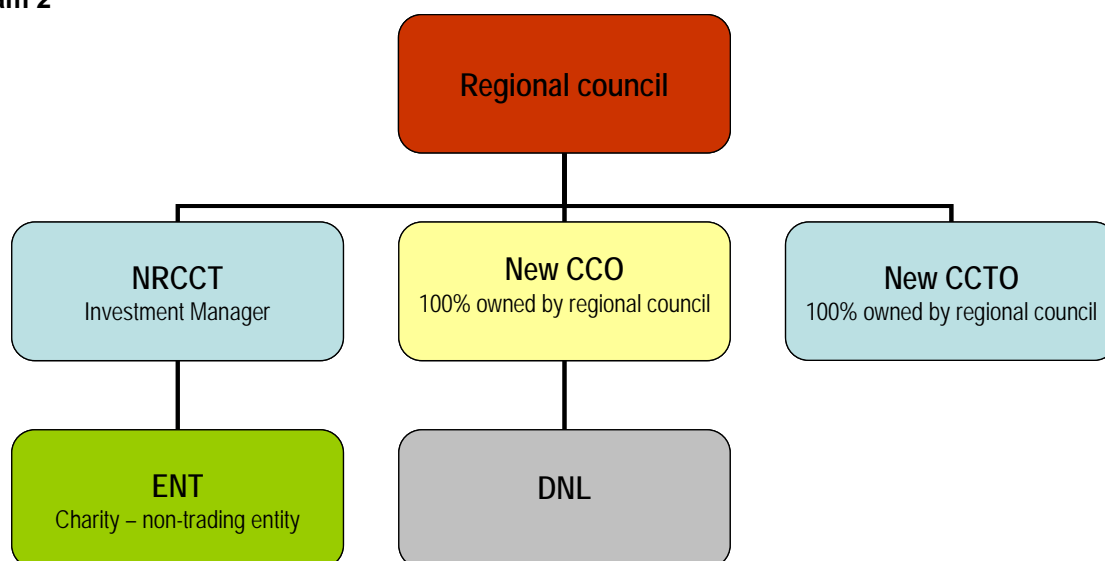 2
Regional council
NRCCT
Investment Manager
New CCO
100% owned by regional council
New CCTO
100% owned by regional council
ENT
Charity – non-trading entity
DNL